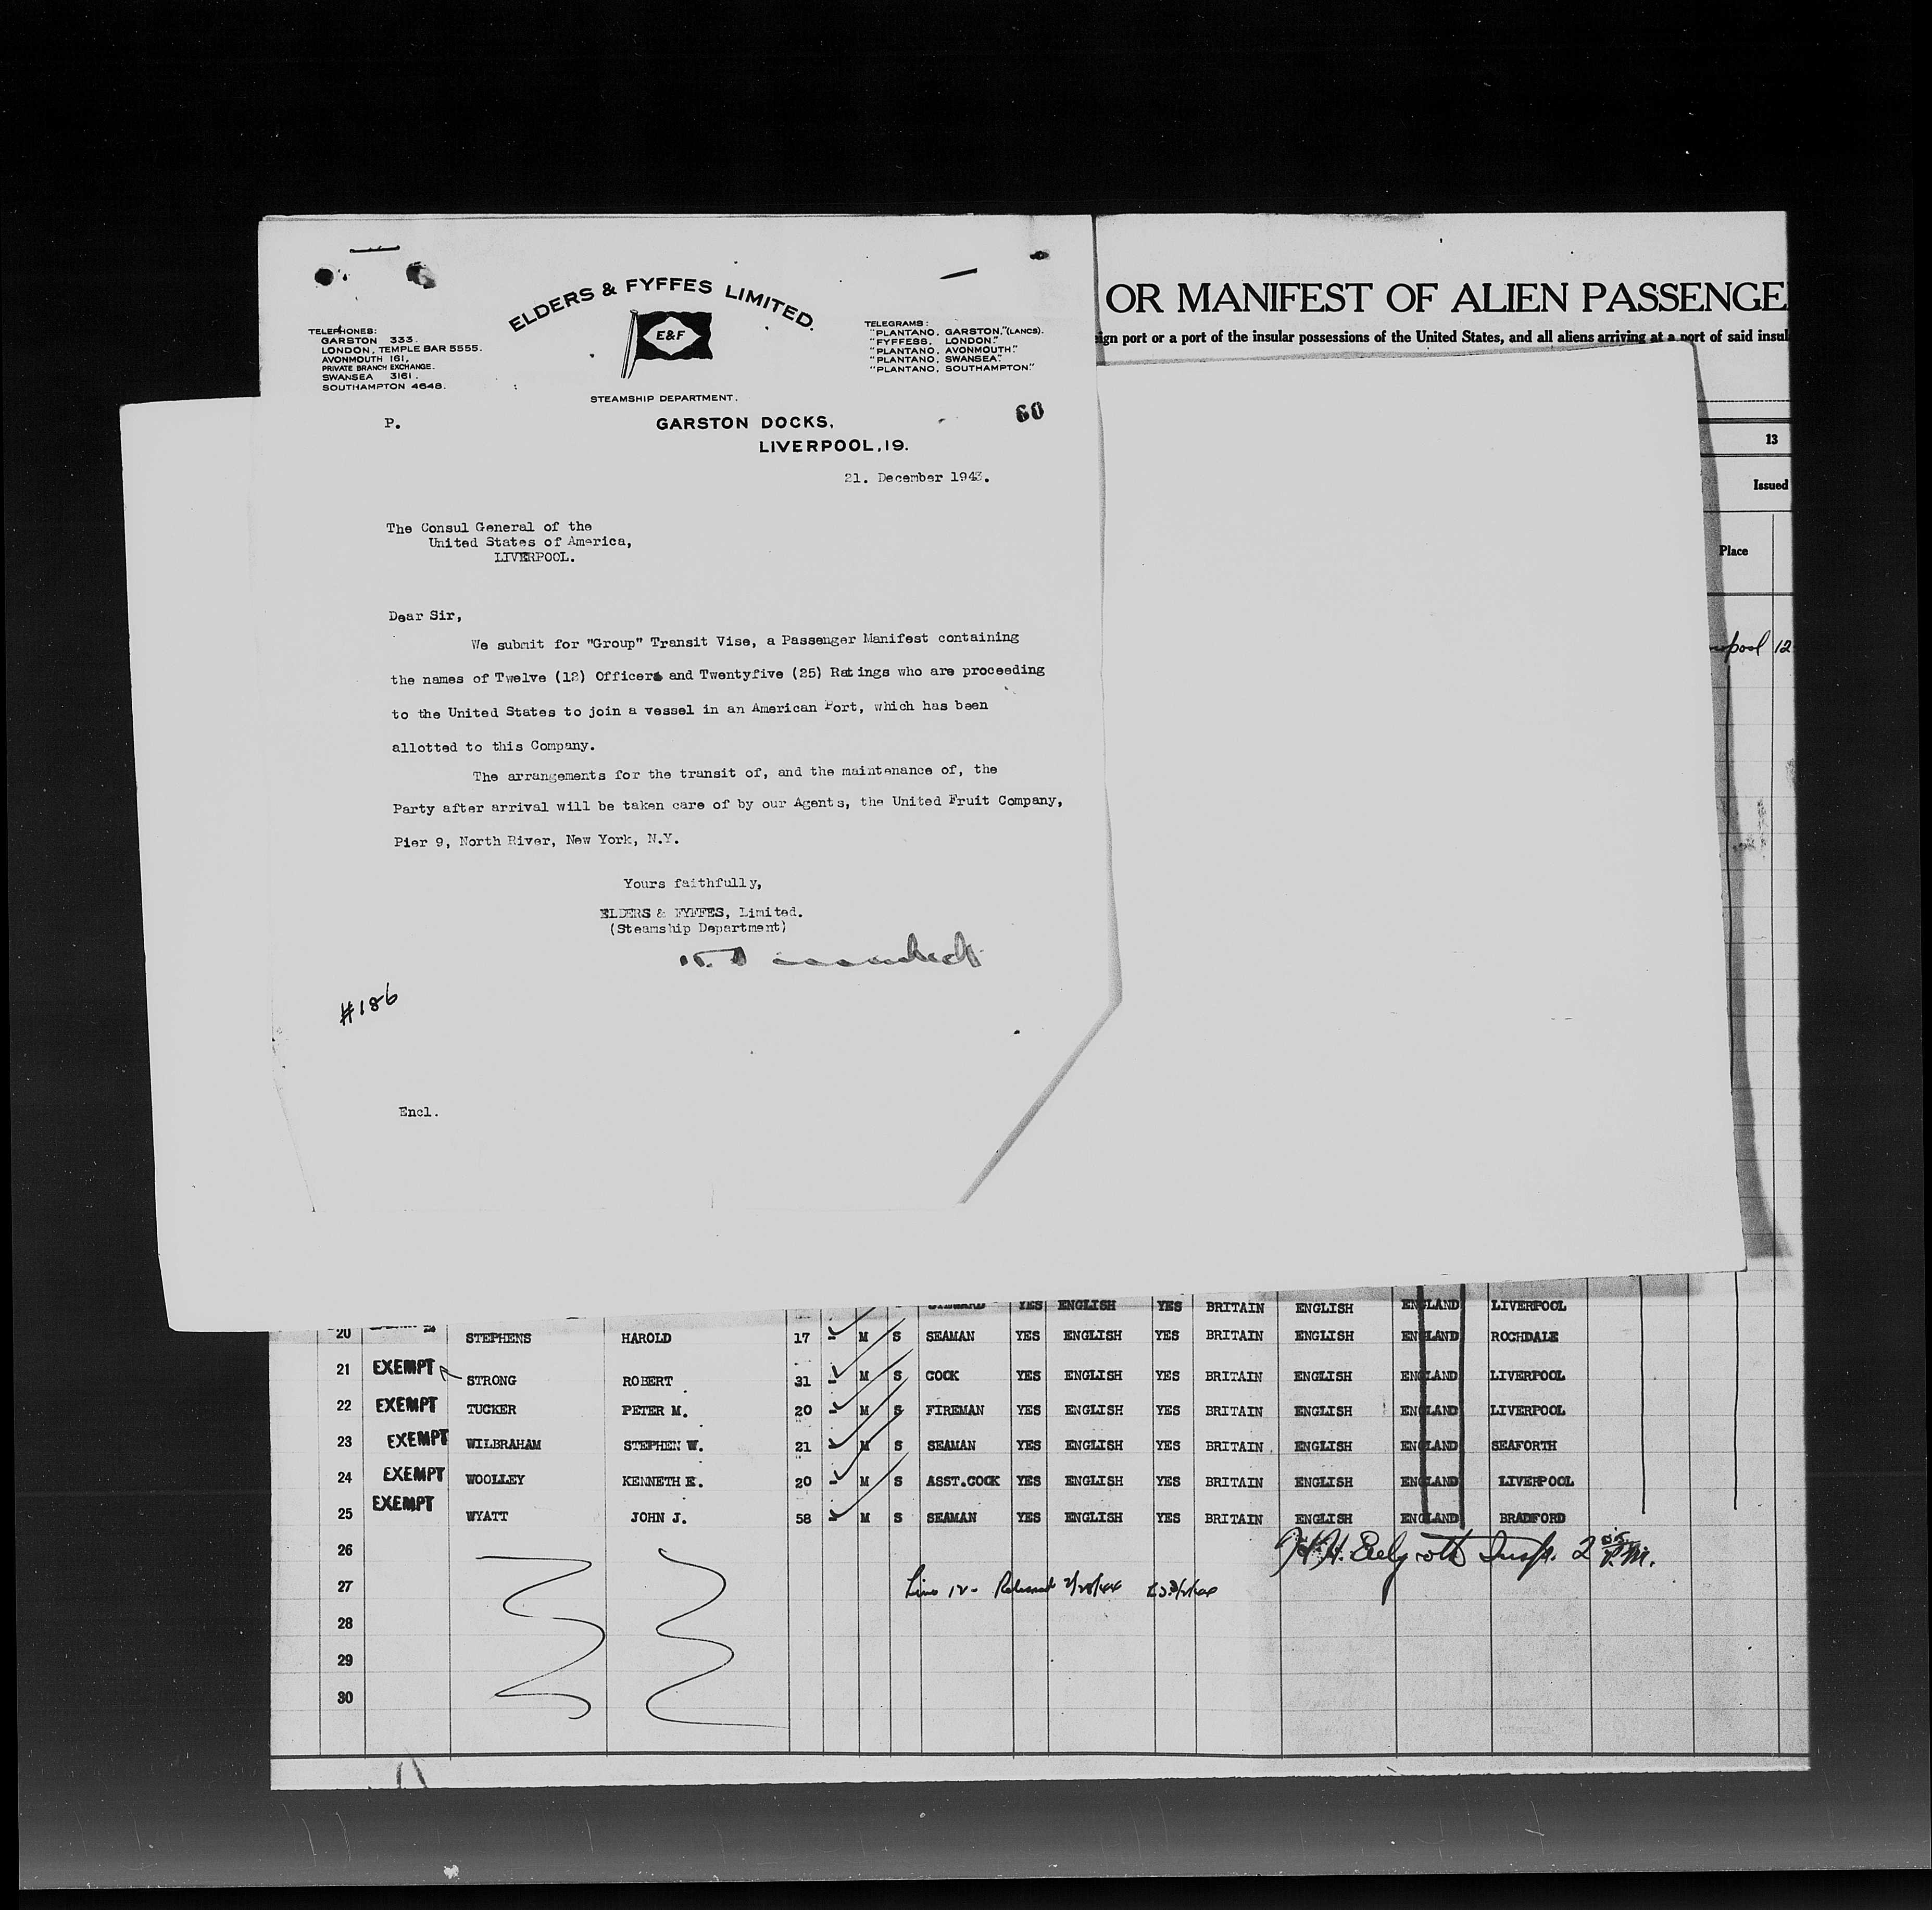 ELDERS & FYFFES LIMITED.
E&F
TELEPHONES:
GARSTON 333.
LONDON, TEMPLE BAR 5555.
AVONMOUTH 161,
PRIVATE BRANCH EXCHANGE.
SWANSEA 3161.
SOUTHAMPTON 4648.
TELEGRAMS:
"PLANTANO, GARSTON,"(LANCS).
"FYFFESS, LONDON."
"PLANTANO, AVONMOUTH."
"PLANTANO, SWANSEA."
"PLANTANO, SOUTHAMPTON."
STEAMSHIP DEPARTMENT.
P.
GARSTON DOCKS,
LIVERPOOL,19.
60
21. December 1943.
The Consul General of the
United States of America,
LIVERPOOL.
Dear Sir,
We submit for "Group" Transit Vise, a Passenger Manifest containing
the names of Twelve (12) Officers and Twentyfive (25) Ratings who are proceeding
to the United States to join a vessel in an American Port, which has been
allotted to this Company.
The arrangements for the transit of, and the maintenance of, the
Party after arrival will be taken care of by our Agents, the United Fruit Company,
Pier 9, North River, New York, N.Y.
Yours faithfully,
ELDERS & FYFFES, Limited.
(Steamship Department)
#186
Encl.
OR MANIFEST OF ALIEN PASSENGE
eign port or a port of the insular possessions of the United States, and all aliens arriving at a port of said insul
13
Issued
Place
12
STEWARD YES ENGLISH YES BRITAIN ENGLISH ENGLAND LIVERPOOL
20 STEPHENS HAROLD 17 M S SEAMAN YES ENGLISH YES BRITAIN ENGLISH ENGLAND ROCHDALE
21 EXEMPT STRONG ROBERT 31 M S COOK YES ENGLISH YES BRITAIN ENGLISH ENGLAND LIVERPOOL
22 EXEMPT TUCKER PETER M. 20 M S FIREMAN YES ENGLISH YES BRITAIN ENGLISH ENGLAND LIVERPOOL
23 EXEMPT WILBRAHAM STEPHEN W. 21 M S SEAMAN YES ENGLISH YES BRITAIN ENGLISH ENGLAND SEAFORTH
24 EXEMPT WOOLLEY KENNETH E. 20 M S ASST.COOK YES ENGLISH YES BRITAIN ENGLISH ENGLAND LIVERPOOL
25 EXEMPT WYATT JOHN J. 58 M S SEAMAN YES ENGLISH YES BRITAIN ENGLISH ENGLAND BRADFORD
26
27 Line 12-
28
29
30